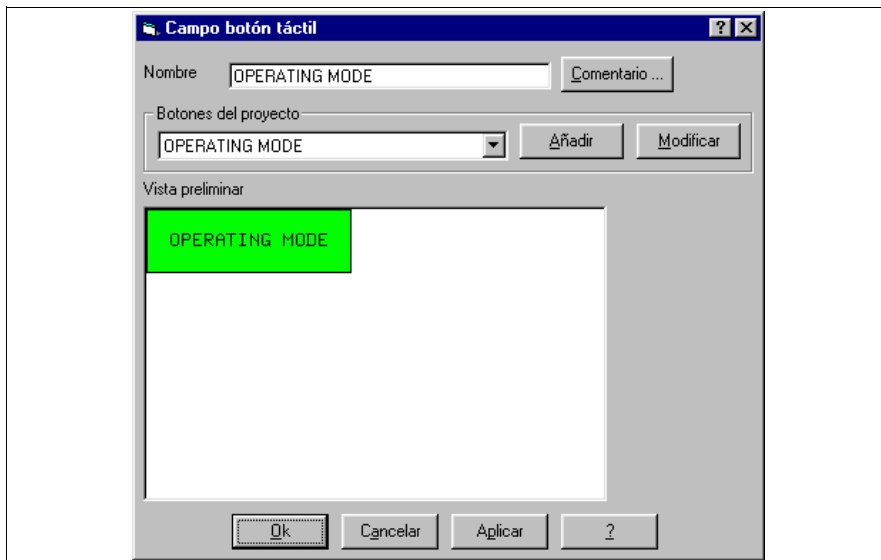 Campo botón táctil
Nombre OPERATING MODE Comentario ...
Botones del proyecto
OPERATING MODE Añadir Modificar
Vista preliminar
OPERATING MODE
Ok Cancelar Aplicar ?